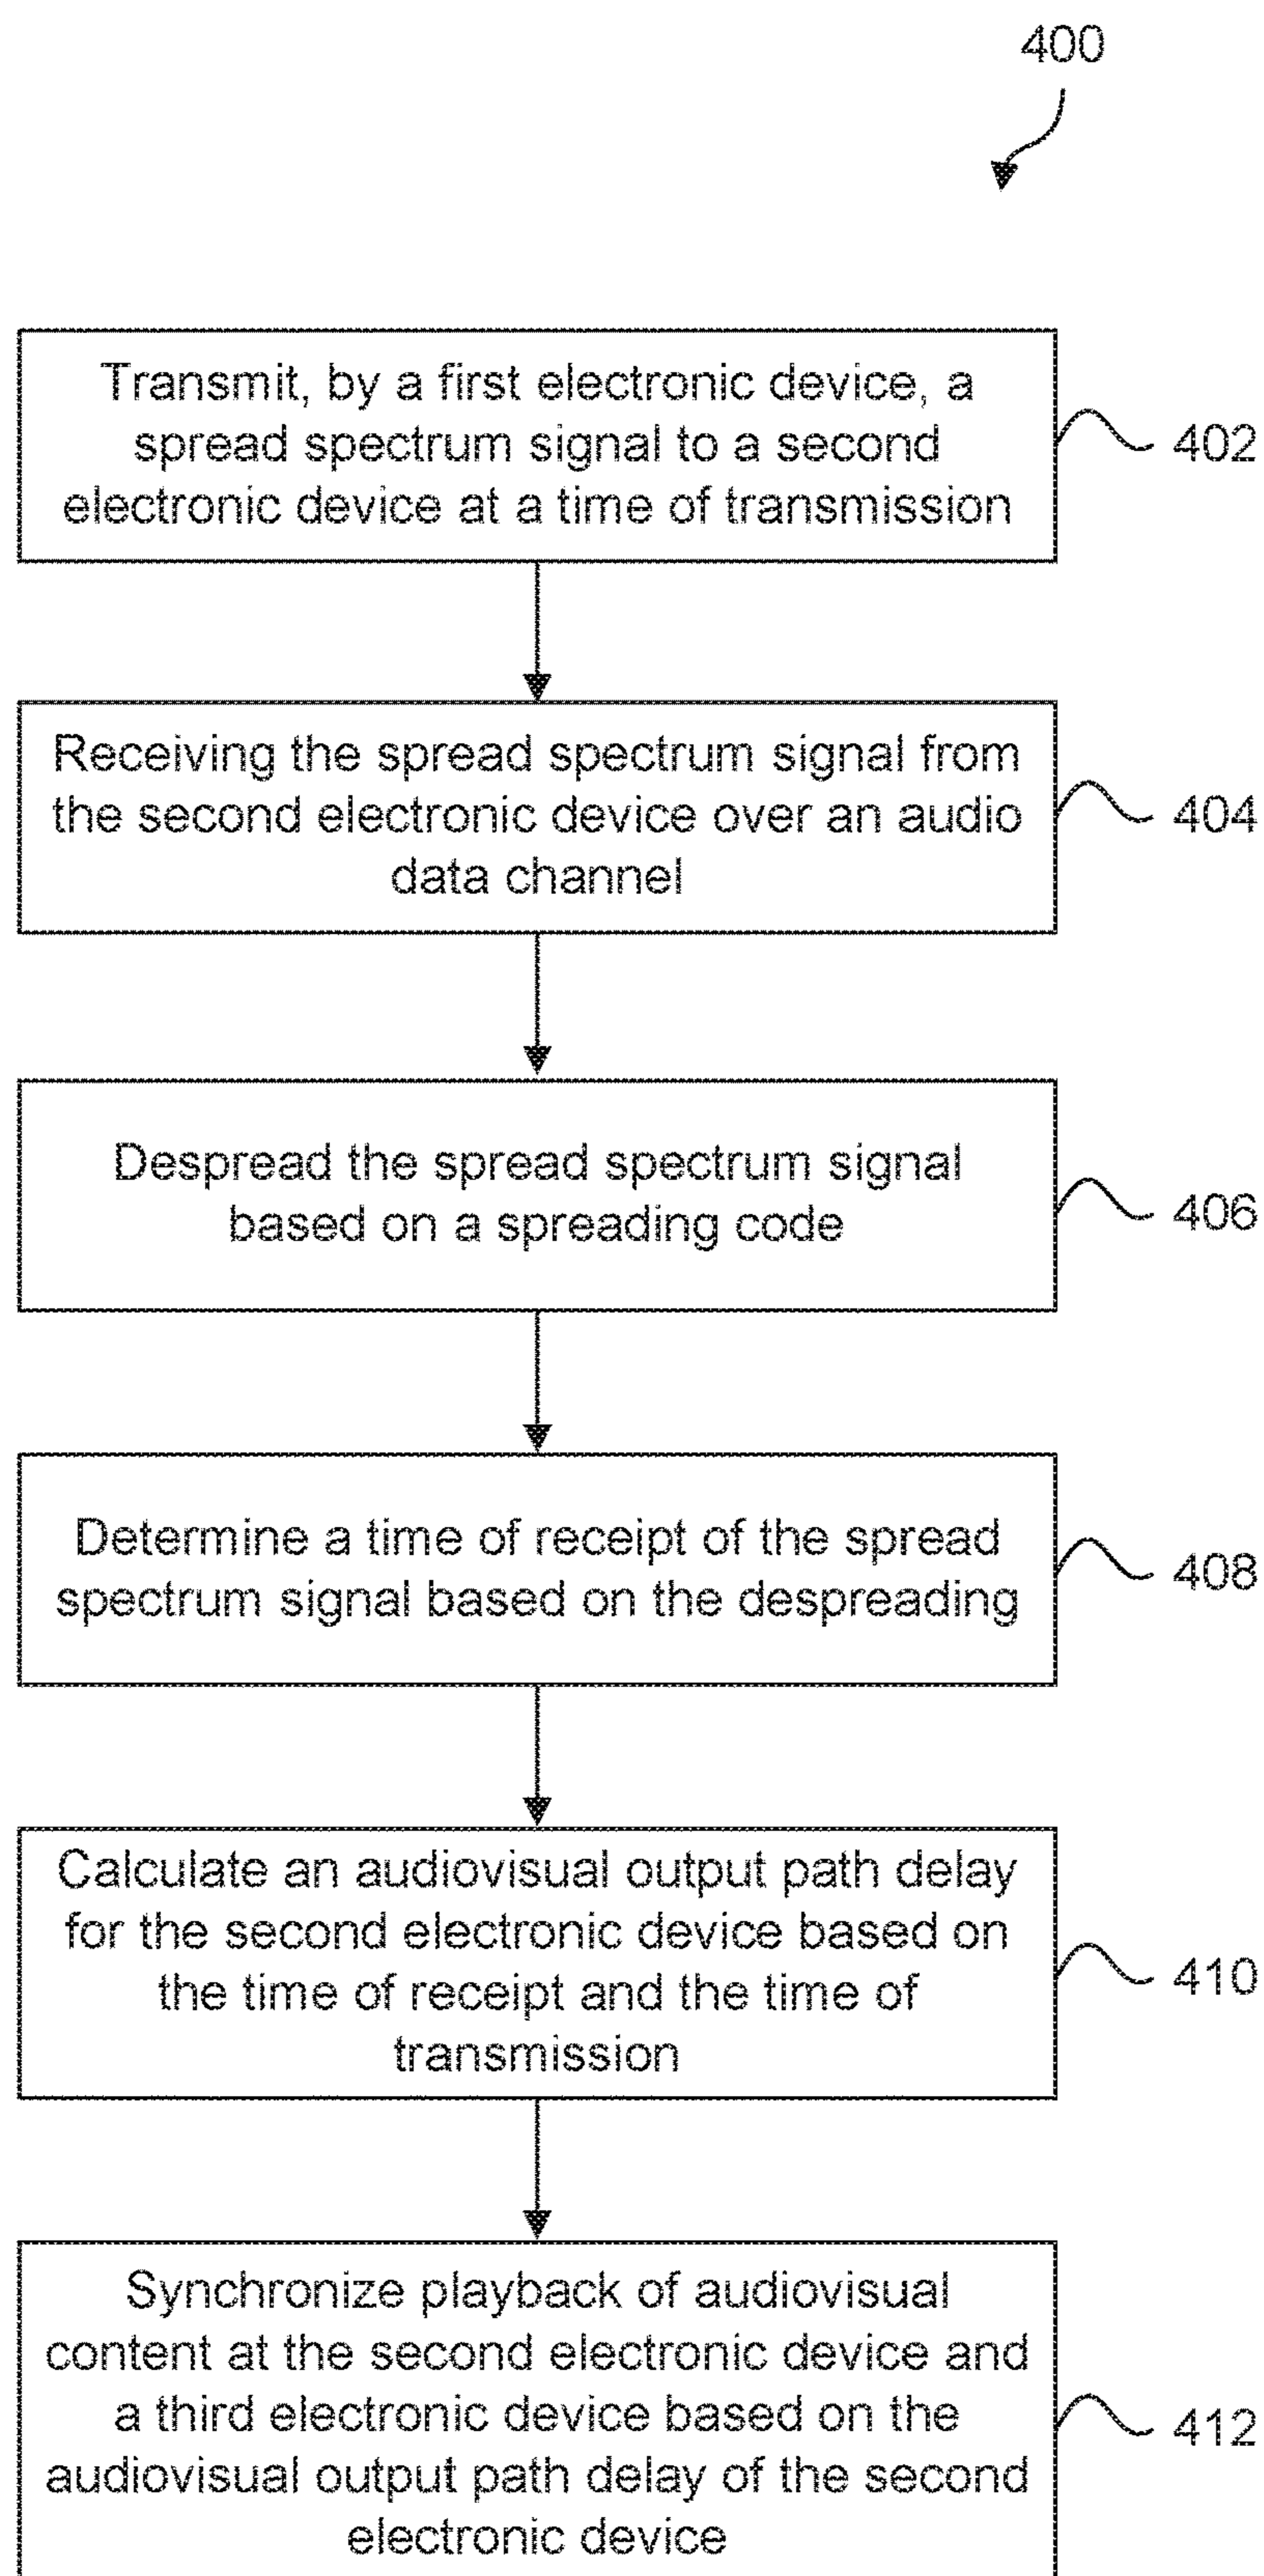 400
Transmit, by a first electronic device, a
spread spectrum signal to a second
electronic device at a time of transmission
402
Receiving the spread spectrum signal from
the second electronic device over an audio
data channel
404
Despread the spread spectrum signal
based on a spreading code
406
Determine a time of receipt of the spread
spectrum signal based on the despreading
408
Calculate an audiovisual output path delay
for the second electronic device based on
the time of receipt and the time of
transmission
410
Synchronize playback of audiovisual
content at the second electronic device and
a third electronic device based on the
audiovisual output path delay of the second
electronic device
412